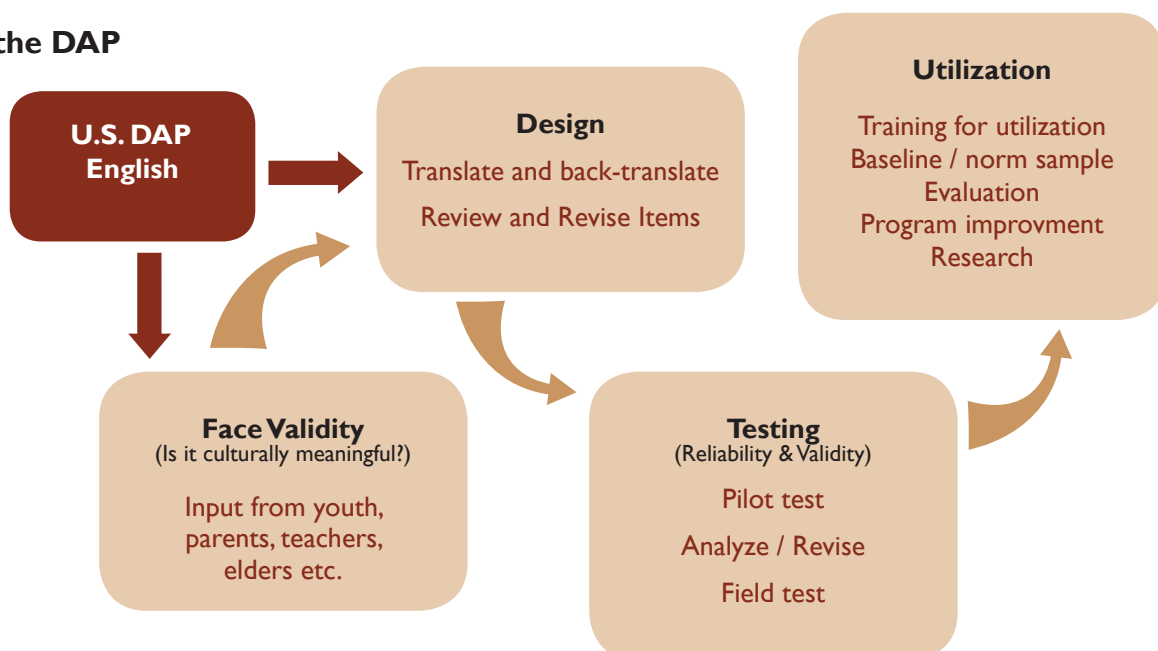 the DAP
U.S. DAP
English
Design
Translate and back-translate
Review and Revise Items
Utilization
Training for utilization
Baseline / norm sample
Evaluation
Program improvment
Research
Face Validity
(Is it culturally meaningful?)
Input from youth,
parents, teachers,
elders etc.
Testing
(Reliability & Validity)
Pilot test
Analyze / Revise
Field test